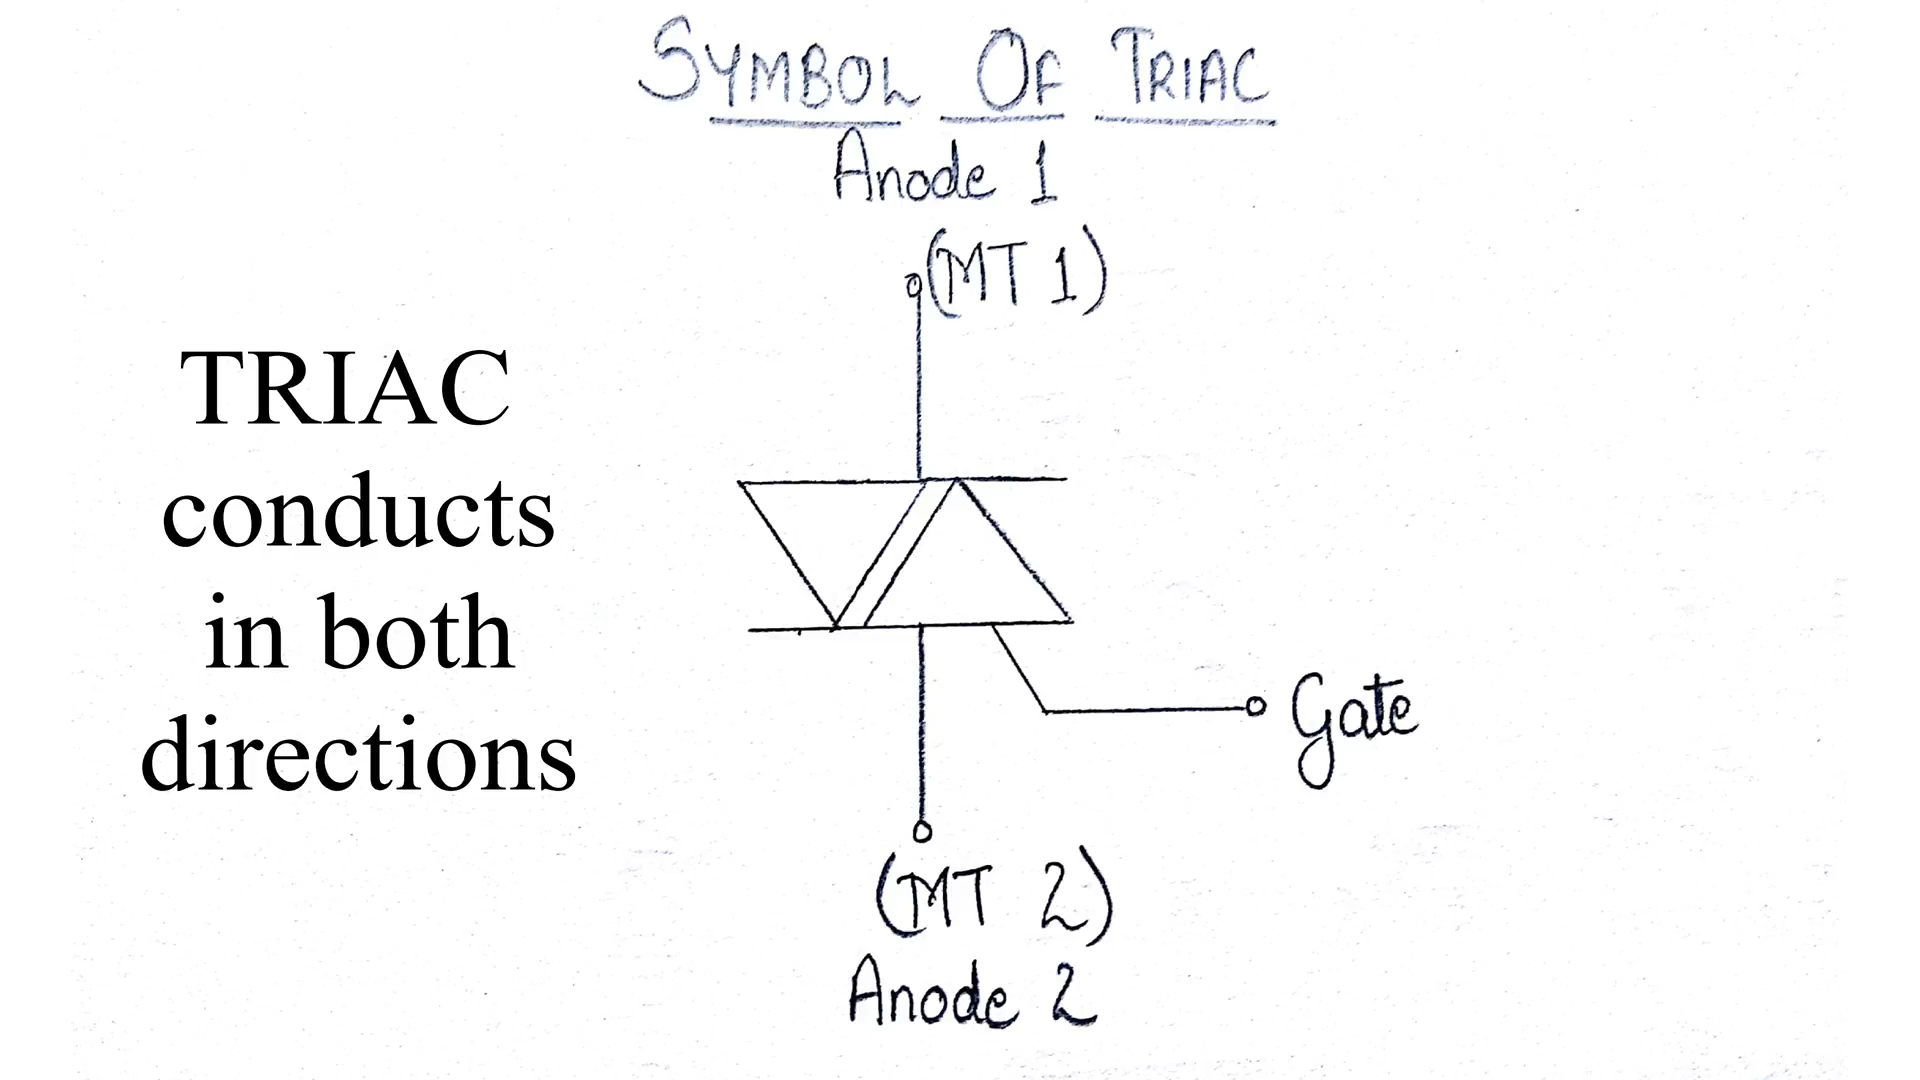 SYMBOL OF TRIAC
Anode 1
(MT 1)
TRIAC
conducts
in both
directions
Gate
(MT 2)
Anode 2